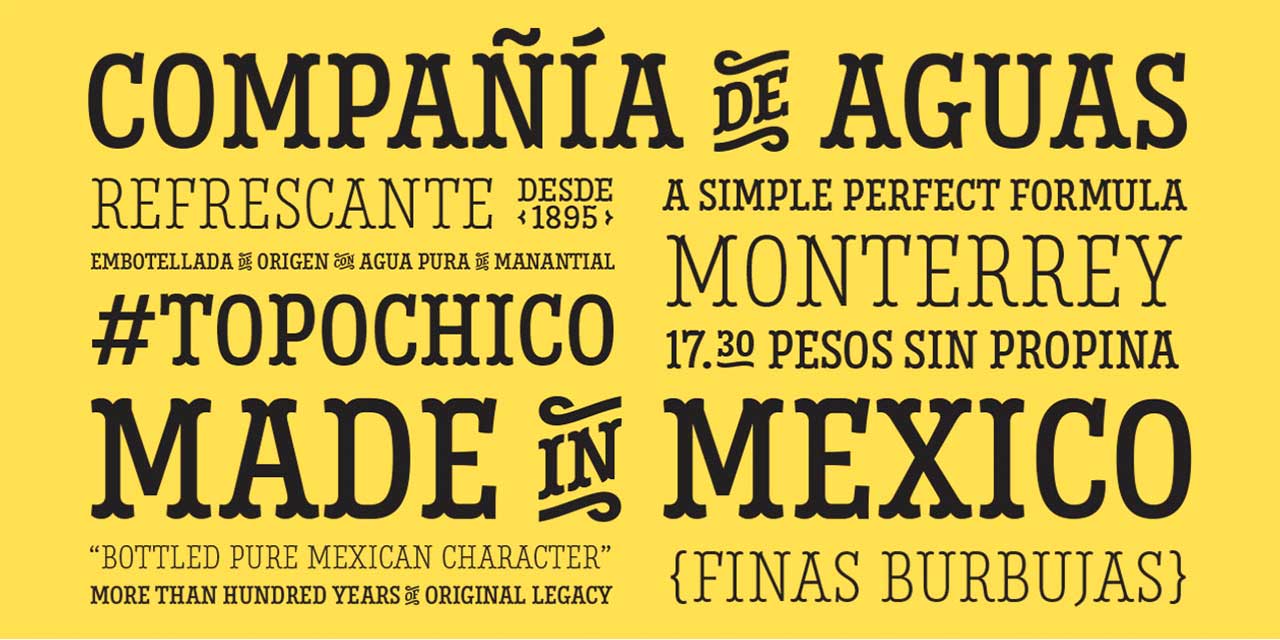 COMPAÑÍA DE AGUAS
REFRESCANTE
DESDE
{1895}
EMBOTELLADA DE ORIGEN CON AGUA PURA DE MANANTIAL
#TOPOCHICO
A SIMPLE PERFECT FORMULA
MONTERREY
17.30 PESOS SIN PROPINA
MADE IN MEXICO
“BOTTLED PURE MEXICAN CHARACTER”
MORE THAN HUNDRED YEARS OF ORIGINAL LEGACY
{FINAS BURBUJAS}